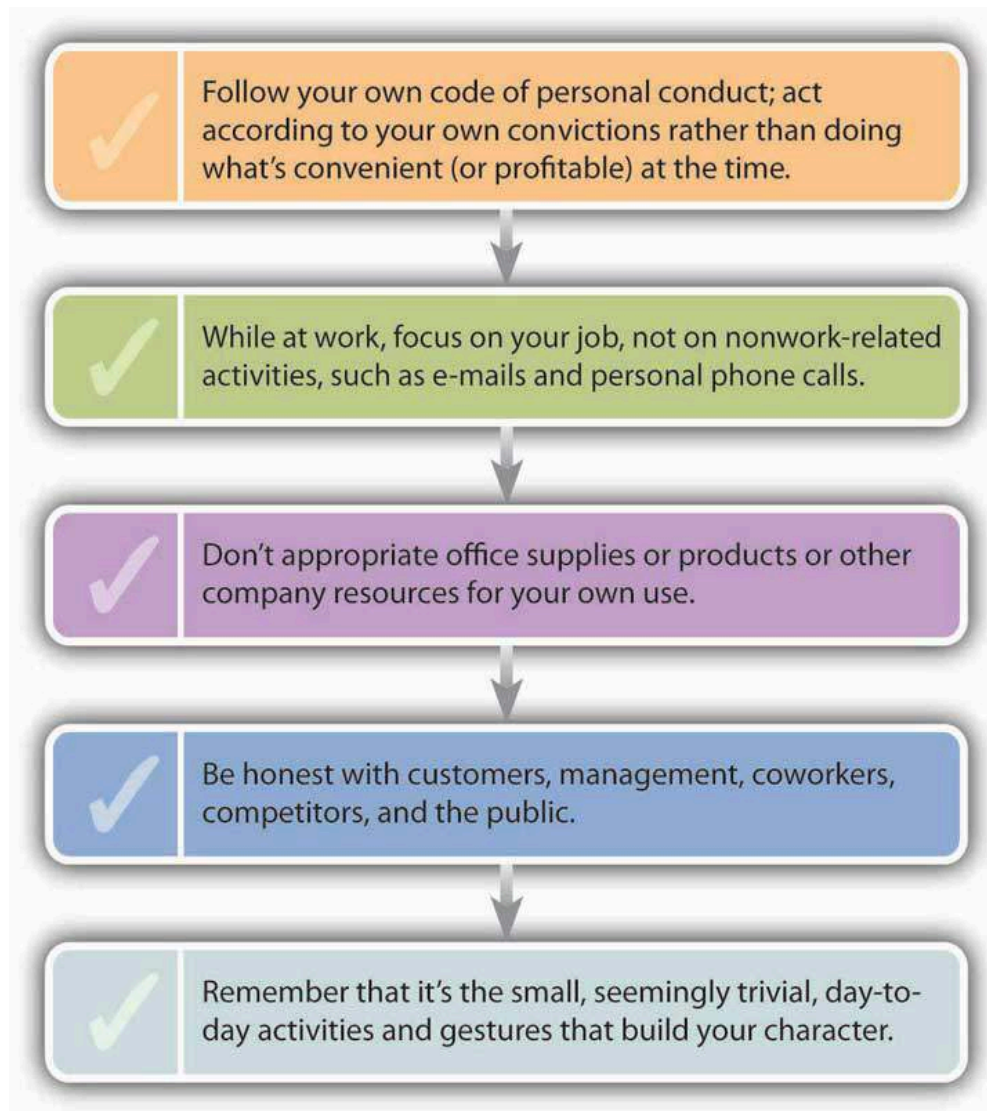 Follow your own code of personal conduct; act
according to your own convictions rather than doing
what’s convenient (or profitable) at the time.
While at work, focus on your job, not on nonwork-related
activities, such as e-mails and personal phone calls.
Don’t appropriate office supplies or products or other
company resources for your own use.
Be honest with customers, management, coworkers,
competitors, and the public.
Remember that it’s the small, seemingly trivial, day-to-
day activities and gestures that build your character.